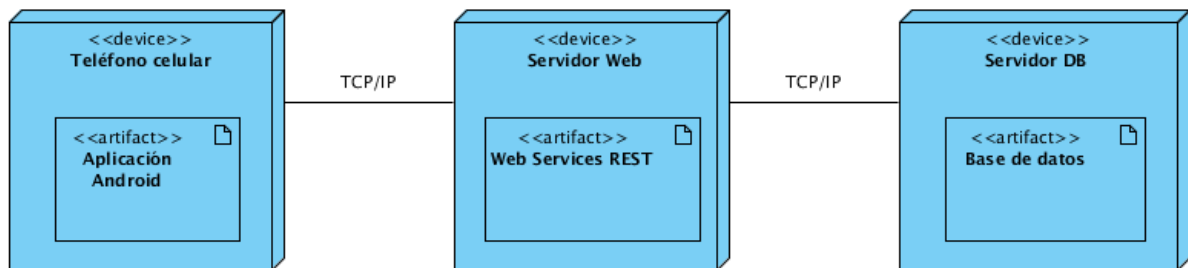 <<device>>
Teléfono celular
<<artifact>>
Aplicación
Android
TCP/IP
<<device>>
Servidor Web
<<artifact>>
Web Services REST
TCP/IP
<<device>>
Servidor DB
<<artifact>>
Base de datos